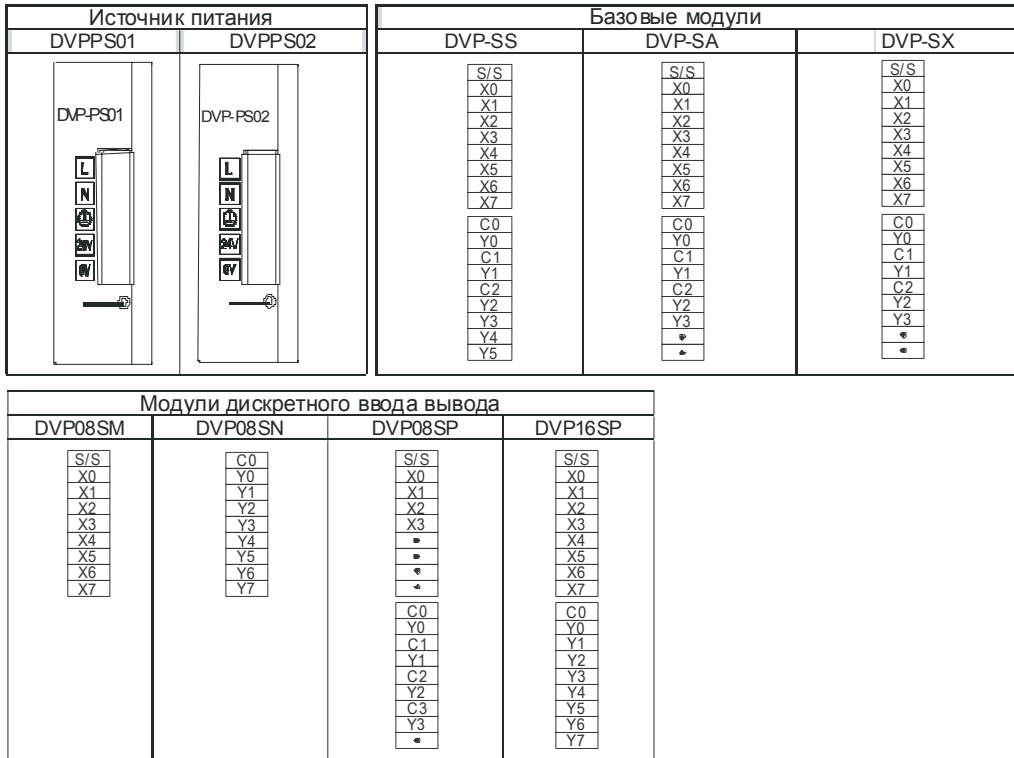 Источник питания
DVPPS01 DVPPS02
DVP-PS01
L
N
0V
DVP-PS02
L
N
24V
0V
Базовые модули
DVP-SS DVP-SA DVP-SX
S/S
X0
X1
X2
X3
X4
X5
X6
X7
C0
Y0
C1
Y1
C2
Y2
Y3
Y4
Y5
S/S
X0
X1
X2
X3
X4
X5
X6
X7
C0
Y0
C1
Y1
C2
Y2
Y3
S/S
X0
X1
X2
X3
X4
X5
X6
X7
C0
Y0
C1
Y1
C2
Y2
Y3
Модули дискретного ввода вывода
DVP08SM DVP08SN DVP08SP DVP16SP
S/S
X0
X1
X2
X3
X4
X5
X6
X7
C0
Y0
Y1
Y2
Y3
Y4
Y5
Y6
Y7
S/S
X0
X1
X2
X3
C0
Y0
C1
Y1
C2
Y2
C3
Y3
S/S
X0
X1
X2
X3
X4
X5
X6
X7
C0
Y0
Y1
Y2
Y3
Y4
Y5
Y6
Y7